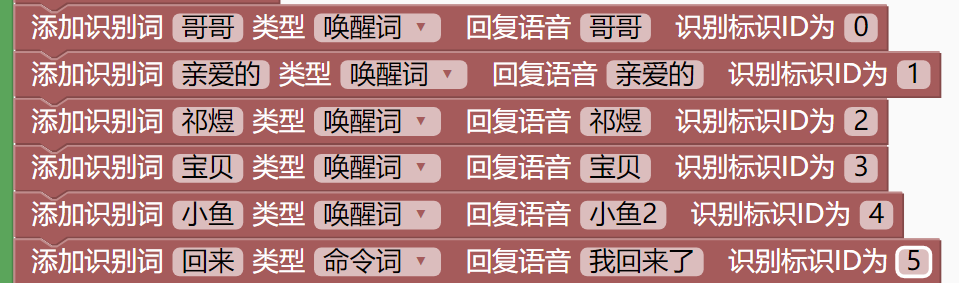 添加识别词 哥哥 类型 唤醒词 回复语音 哥哥 识别标识ID为 0
添加识别词 亲爱的 类型 唤醒词 回复语音 亲爱的 识别标识ID为 1
添加识别词 祁煜 类型 唤醒词 回复语音 祁煜 识别标识ID为 2
添加识别词 宝贝 类型 唤醒词 回复语音 宝贝 识别标识ID为 3
添加识别词 小鱼 类型 唤醒词 回复语音 小鱼2 识别标识ID为 4
添加识别词 回来 类型 命令词 回复语音 我回来了 识别标识ID为 5